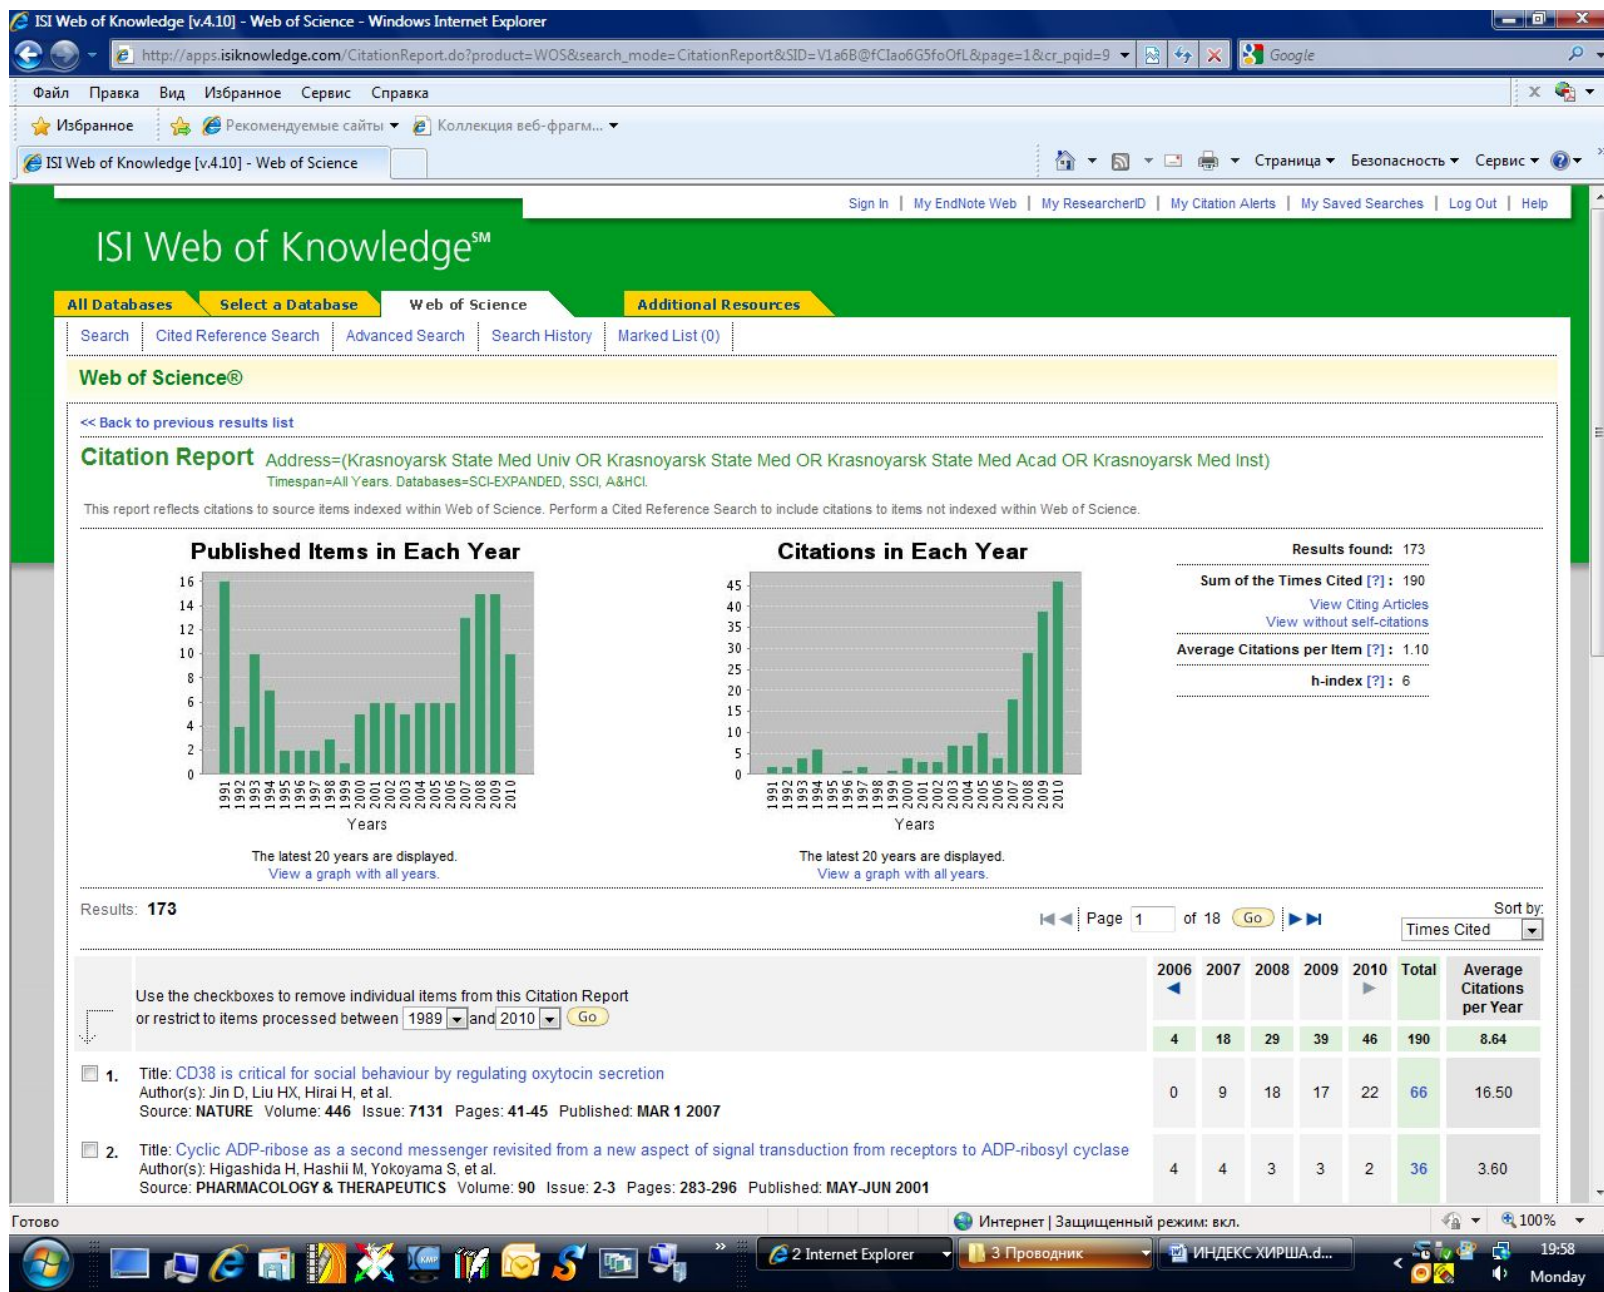 ISI Web of Knowledge [v.4.10] - Web of Science - Windows Internet Explorer
http://apps.isiknowledge.com/CitationReport.do?product=WOS&search_mode=CitationReport&SID=V1a6B@fCIao6G5foOfL&page=1&cr_pqid=9 Google
Файл Правка Вид Избранное Сервис Справка
Избранное Рекомендуемые сайты Коллекция веб-фрагм...
ISI Web of Knowledge [v.4.10] - Web of Science Страница Безопасность Сервис
Sign In | My EndNote Web | My ResearcherID | My Citation Alerts | My Saved Searches | Log Out | Help
ISI Web of Knowledge℠
All Databases Select a Database Web of Science Additional Resources
Search Cited Reference Search Advanced Search Search History Marked List (0)
Web of Science®
<< Back to previous results list
Citation Report Address=(Krasnoyarsk State Med Univ OR Krasnoyarsk State Med OR Krasnoyarsk State Med Acad OR Krasnoyarsk Med Inst)
Timespan=All Years. Databases=SCI-EXPANDED, SSCI, A&HCI.
This report reflects citations to source items indexed within Web of Science. Perform a Cited Reference Search to include citations to items not indexed within Web of Science.
Published Items in Each Year
16
14
12
10
8
6
4
2
0
1991 1992 1993 1994 1995 1996 1997 1998 1999 2000 2001 2002 2003 2004 2005 2006 2007 2008 2009 2010
Years
The latest 20 years are displayed.
View a graph with all years.
Citations in Each Year
45
40
35
30
25
20
15
10
5
0
1991 1992 1993 1994 1995 1996 1997 1998 1999 2000 2001 2002 2003 2004 2005 2006 2007 2008 2009 2010
Years
The latest 20 years are displayed.
View a graph with all years.
Results found: 173
Sum of the Times Cited [?] : 190
View Citing Articles
View without self-citations
Average Citations per Item [?] : 1.10
h-index [?] : 6
Results: 173
Page 1 of 18 Go
Sort by:
Times Cited
Use the checkboxes to remove individual items from this Citation Report
or restrict to items processed between 1989 and 2010 Go
2006 2007 2008 2009 2010 Total Average Citations per Year
4 18 29 39 46 190 8.64
1. Title: CD38 is critical for social behaviour by regulating oxytocin secretion
Author(s): Jin D, Liu HX, Hirai H, et al.
Source: NATURE Volume: 446 Issue: 7131 Pages: 41-45 Published: MAR 1 2007
0 9 18 17 22 66 16.50
2. Title: Cyclic ADP-ribose as a second messenger revisited from a new aspect of signal transduction from receptors to ADP-ribosyl cyclase
Author(s): Higashida H, Hashii M, Yokoyama S, et al.
Source: PHARMACOLOGY & THERAPEUTICS Volume: 90 Issue: 2-3 Pages: 283-296 Published: MAY-JUN 2001
4 4 3 3 2 36 3.60
Готово Интернет | Защищенный режим: вкл. 100%
KMP 2 Internet Explorer 3 Проводник ИНДЕКС ХИРША.d... 19:58
Monday